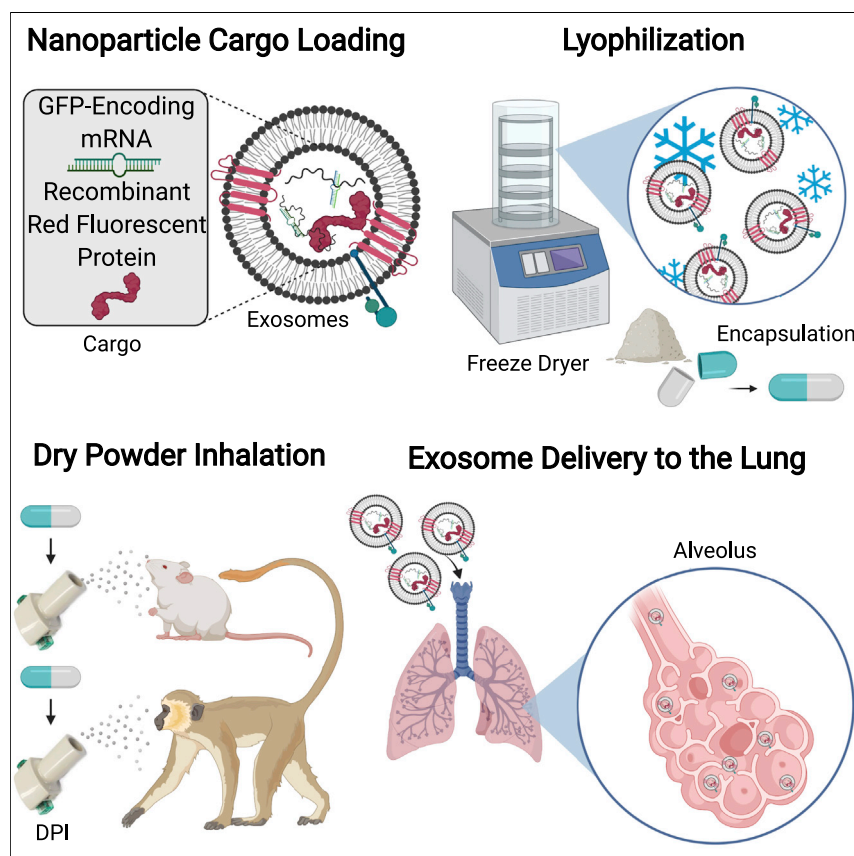 Nanoparticle Cargo Loading
GFP-Encoding
mRNA
Recombinant
Red Fluorescent
Protein
Cargo
Exosomes
Lyophilization
Freeze Dryer
Encapsulation
Dry Powder Inhalation
DPI
Exosome Delivery to the Lung
Alveolus